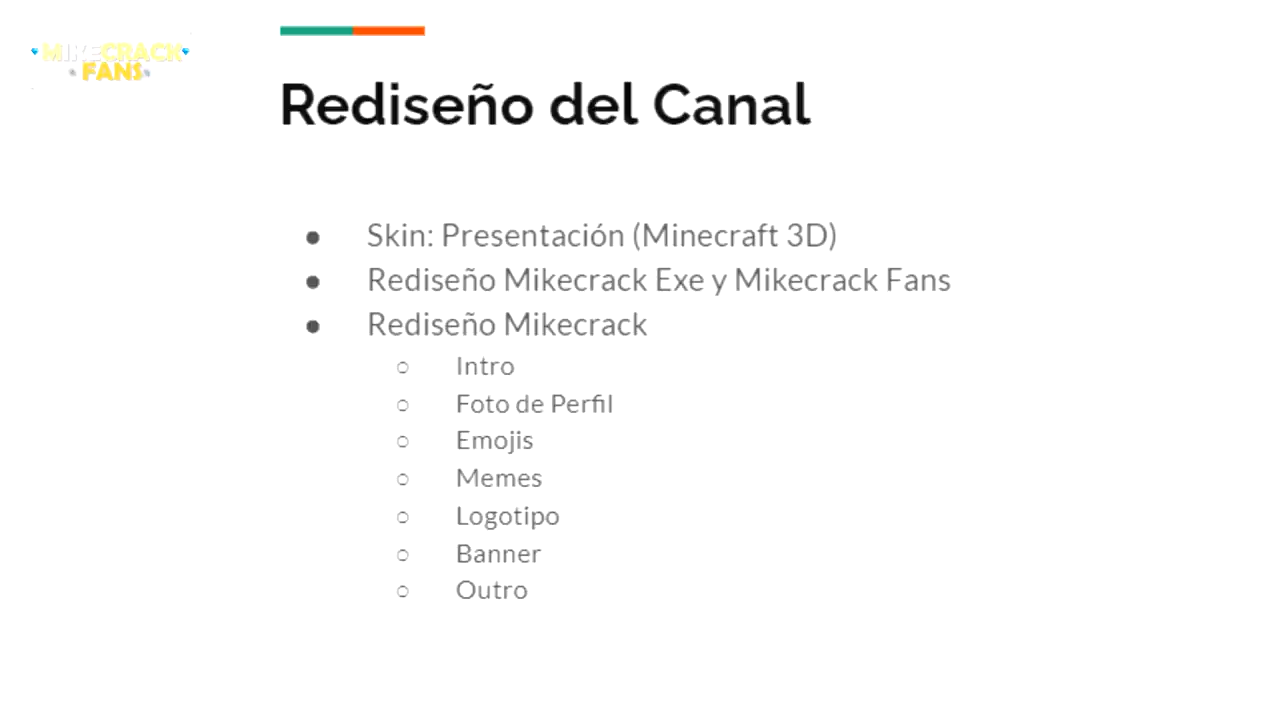 MIKECRACK
FANS
Rediseño del Canal
● Skin: Presentación (Minecraft 3D)
● Rediseño Mikecrack Exe y Mikecrack Fans
● Rediseño Mikecrack
○ Intro
○ Foto de Perfil
○ Emojis
○ Memes
○ Logotipo
○ Banner
○ Outro